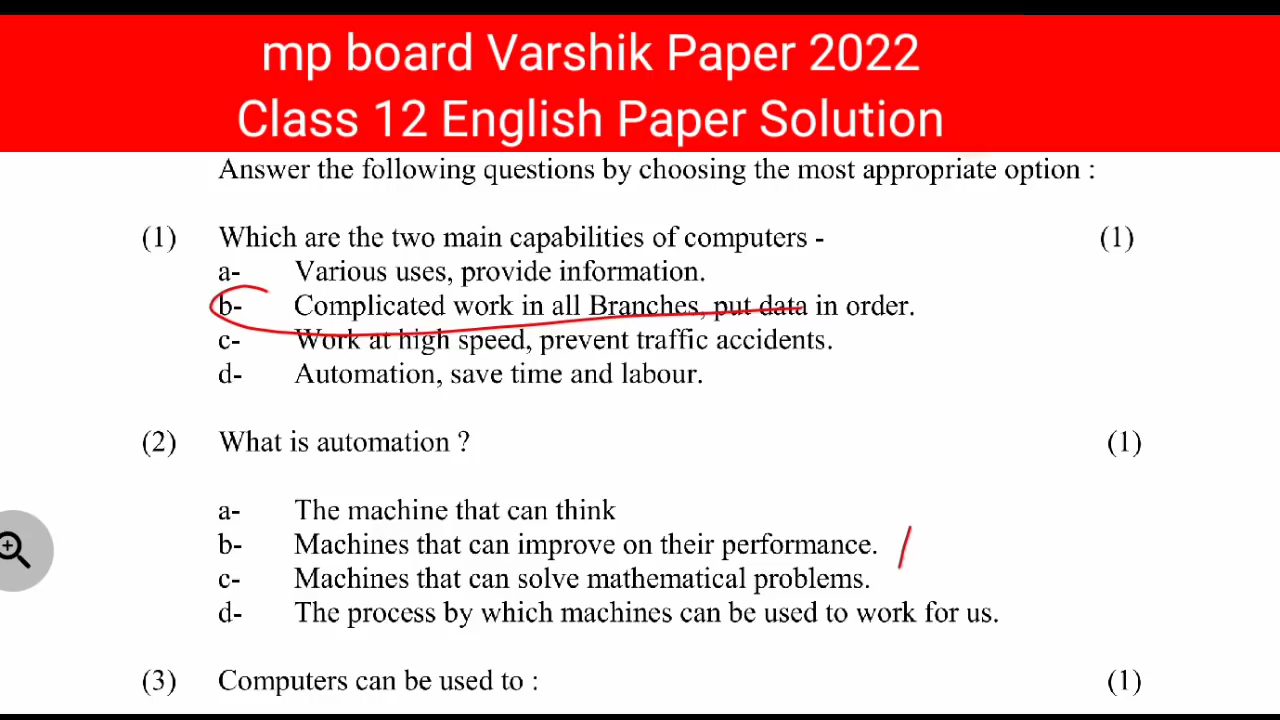 mp board Varshik Paper 2022
Class 12 English Paper Solution
Answer the following questions by choosing the most appropriate option :
(1) Which are the two main capabilities of computers - (1)
a- Various uses, provide information.
b- Complicated work in all Branches, put data in order.
c- Work at high speed, prevent traffic accidents.
d- Automation, save time and labour.
(2) What is automation ? (1)
a- The machine that can think
b- Machines that can improve on their performance.
c- Machines that can solve mathematical problems.
d- The process by which machines can be used to work for us.
(3) Computers can be used to : (1)